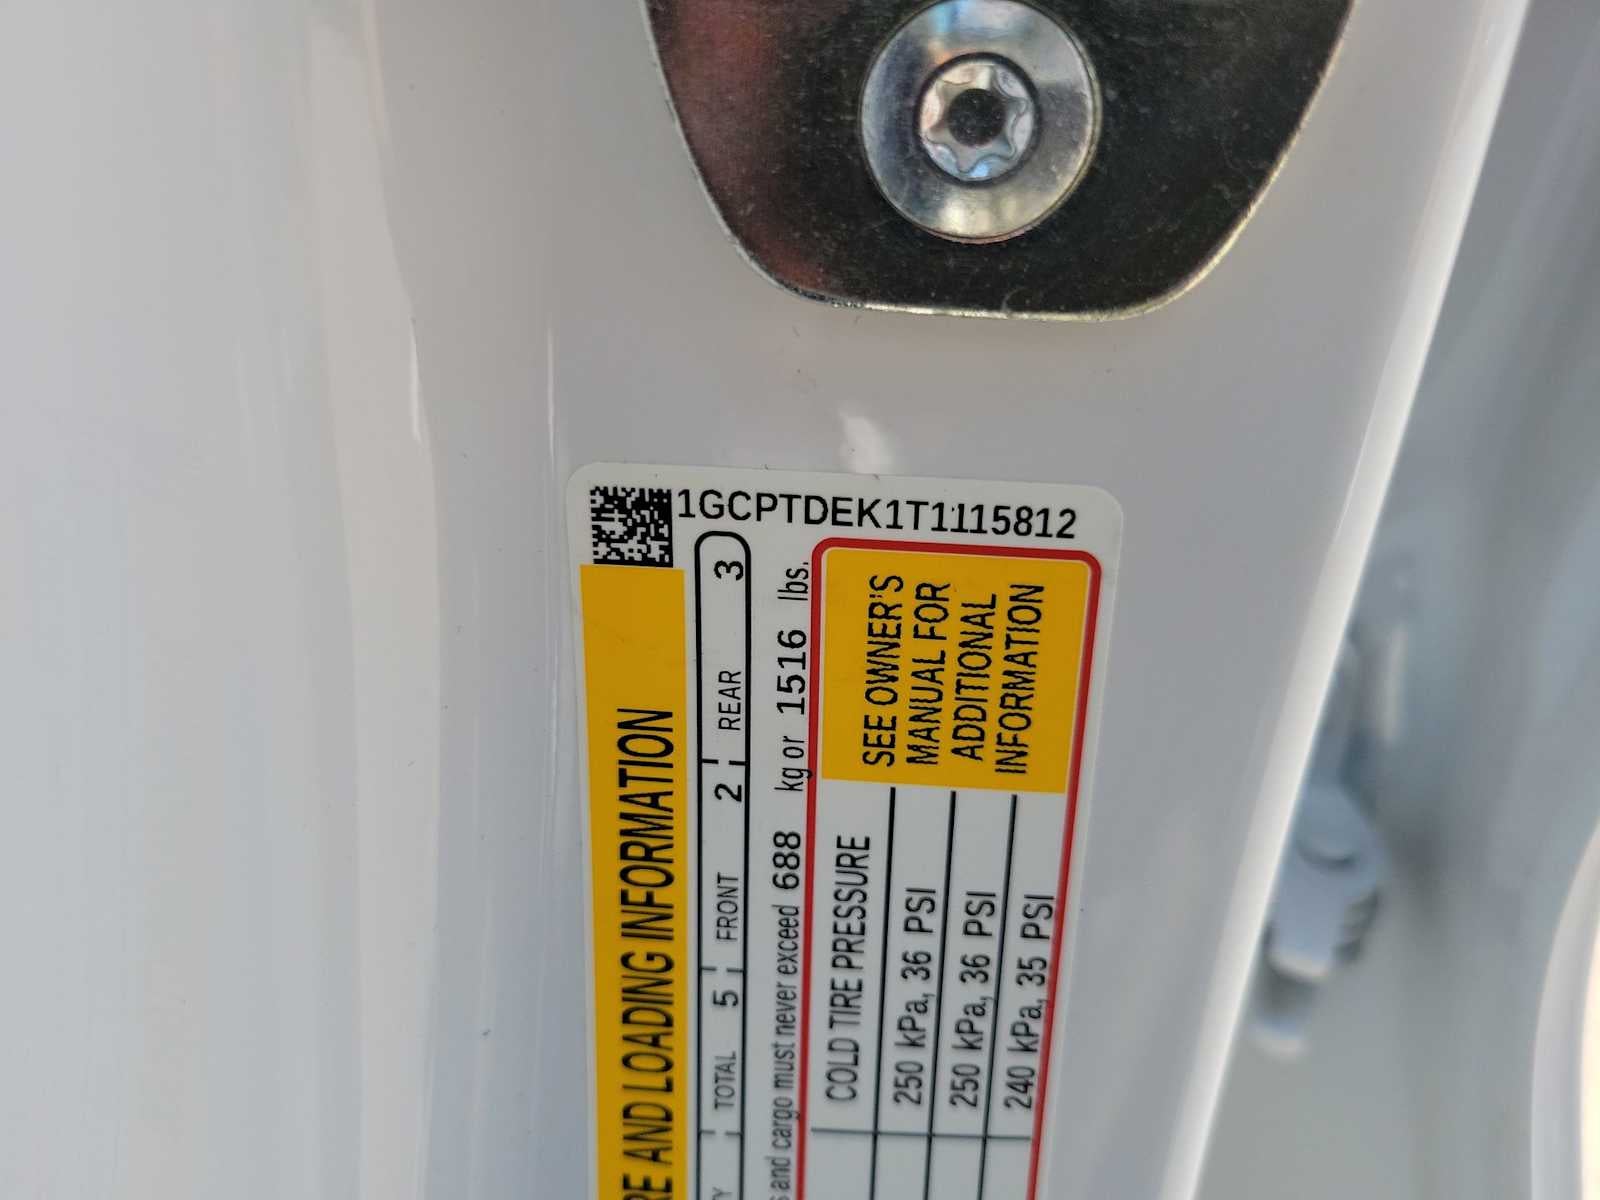 1GCPTDEK1T1115812
RE AND LOADING INFORMATION
TY TOTAL 5 FRONT 2 REAR 3
s and cargo must never exceed 688 kg or 1516 lbs.
COLD TIRE PRESSURE
250 kPa, 36 PSI
250 kPa, 36 PSI
240 kPa, 35 PSI
SEE OWNER'S
MANUAL FOR
ADDITIONAL
INFORMATION